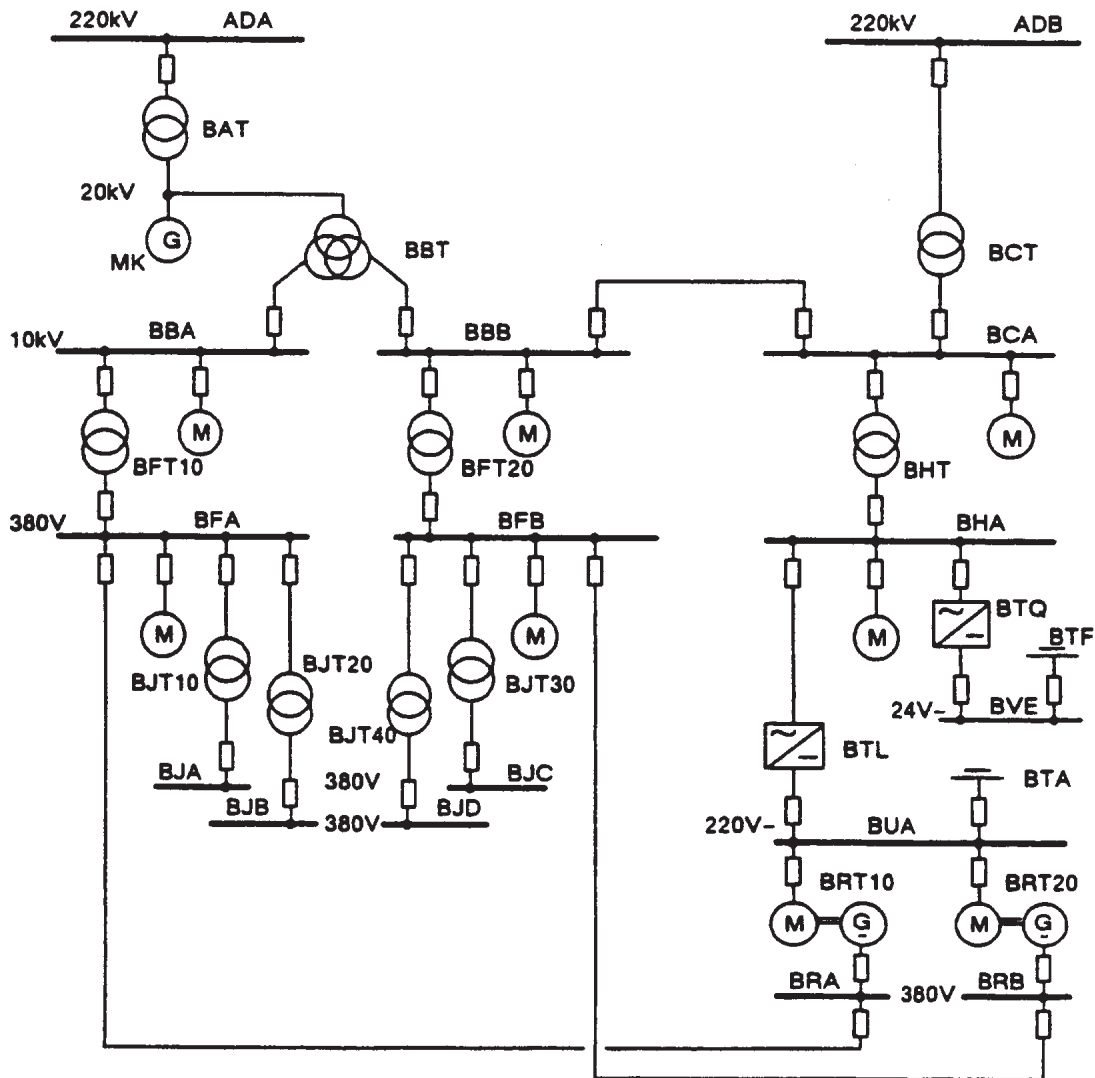 220kV ADA 220kV ADB
BAT
20kV
G
MK BBT BCT
10kV BBA BBB BCA
M M M
BFT10 BFT20 BHT
380V BFA BFB BHA
BTQ
M M M BTF
BJT20
BJT10 BJT30
24V- BVE
BJT40 BTL
BJA 380V BJC BTA
BJB 380V BJD
220V- BUA
BRT10 BRT20
M G M G
BRA 380V BRB